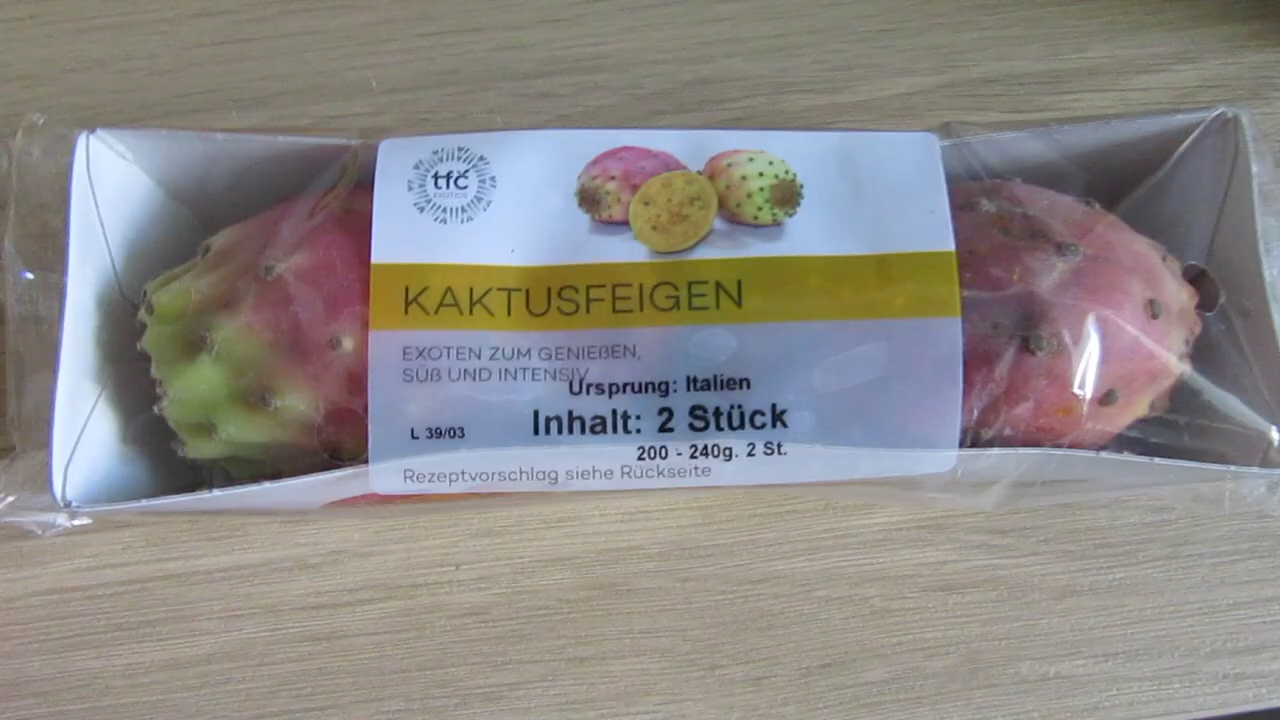 tfc
EXOTICS
KAKTUSFEIGEN
EXOTEN ZUM GENIEßEN,
SÜß UND INTENSIV
Ursprung: Italien
Inhalt: 2 Stück
L 39/03
200 - 240g. 2 St.
Rezeptvorschlag siehe Rückseite